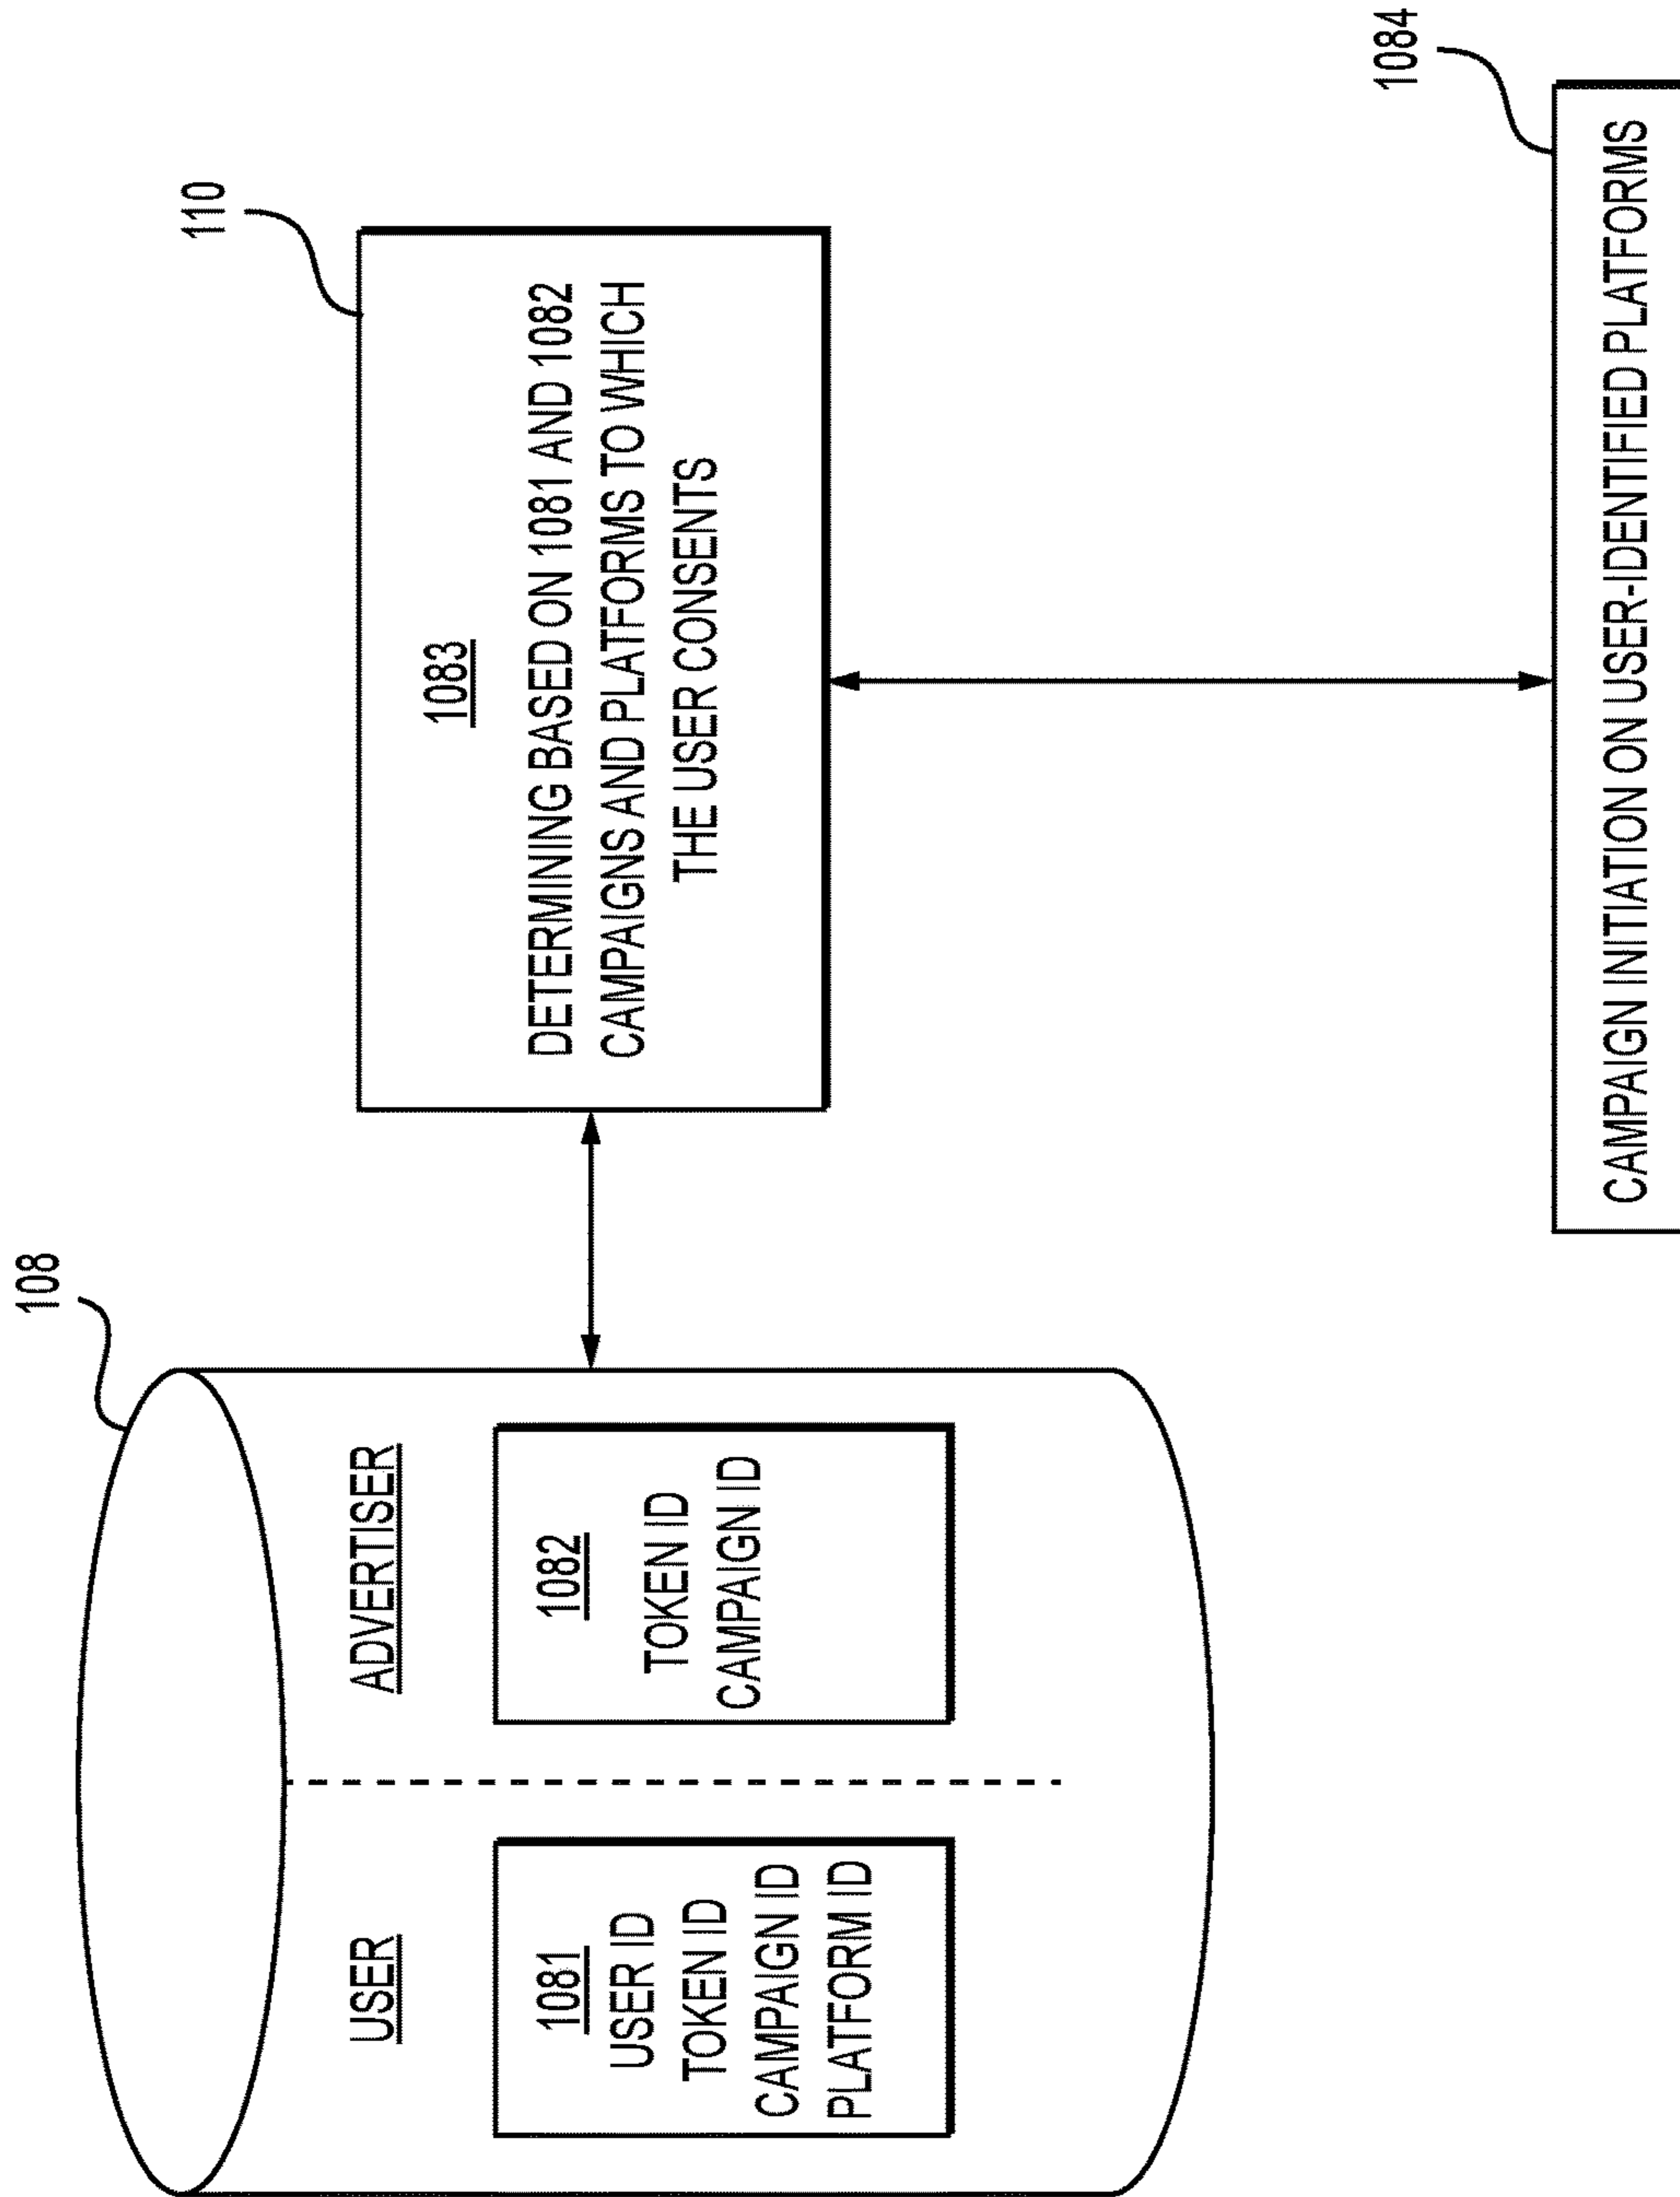 108
USER
ADVERTISER
1081
USER ID
TOKEN ID
CAMPAIGN ID
PLATFORM ID
1082
TOKEN ID
CAMPAIGN ID
110
1083
DETERMINING BASED ON 1081 AND 1082
CAMPAIGNS AND PLATFORMS TO WHICH
THE USER CONSENTS
1084
CAMPAIGN INITIATION ON USER-IDENTIFIED PLATFORMS